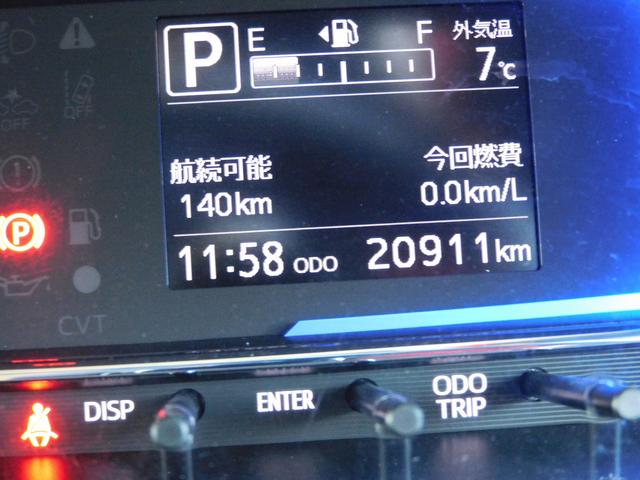 P E F 外気温
7℃
航続可能 今回燃費
140km 0.0km/L
11:58 ODO 20911km
OFF
OFF
P
CVT
DISP ENTER ODO TRIP